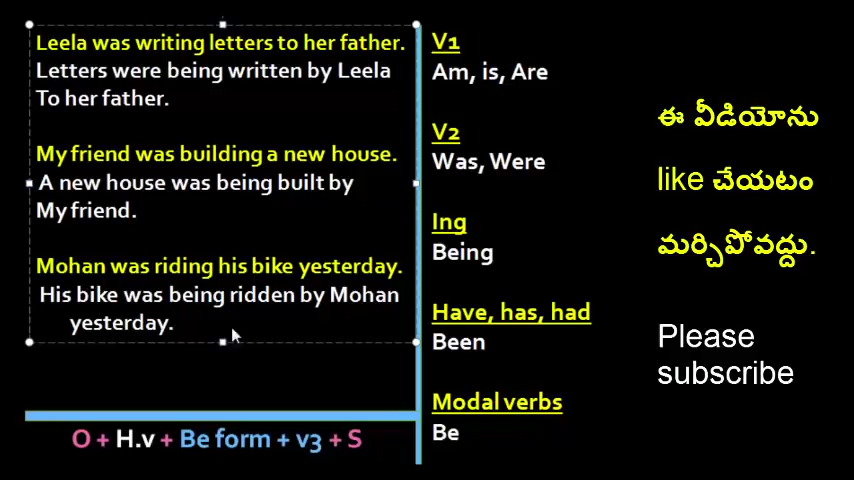 Leela was writing letters to her father.
Letters were being written by Leela
To her father.
My friend was building a new house.
A new house was being built by
My friend.
Mohan was riding his bike yesterday.
His bike was being ridden by Mohan
yesterday.
O + H.v + Be form + v3 + S
V1
Am, is, Are
V2
Was, Were
Ing
Being
Have, has, had
Been
Modal verbs
Be
ఈ వీడియోను
like చేయటం
మర్చిపోవద్దు.
Please
subscribe